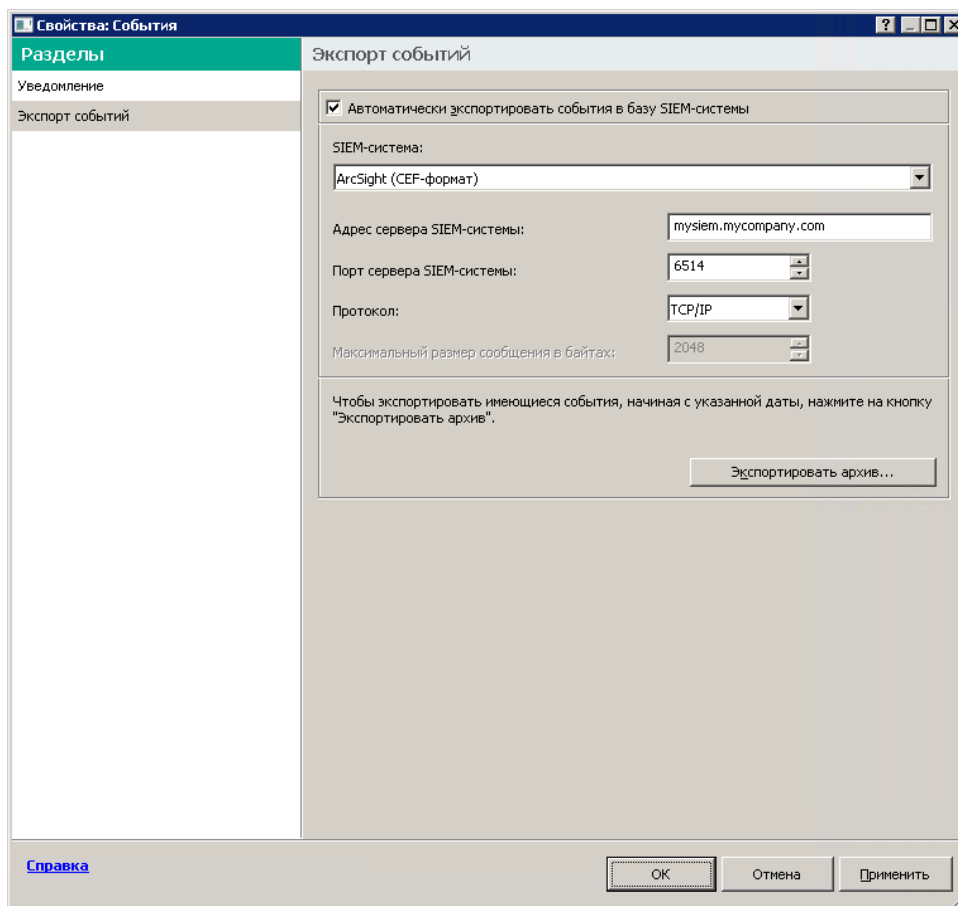 Свойства: События
Разделы
Экспорт событий
Уведомление
Экспорт событий
Автоматически экспортировать события в базу SIEM-системы
SIEM-система:
ArcSight (CEF-формат)
Адрес сервера SIEM-системы:
mysiem.mycompany.com
Порт сервера SIEM-системы:
6514
Протокол:
TCP/IP
Максимальный размер сообщения в байтах:
2048
Чтобы экспортировать имеющиеся события, начиная с указанной даты, нажмите на кнопку
"Экспортировать архив".
Экспортировать архив...
Справка
ОК
Отмена
Применить